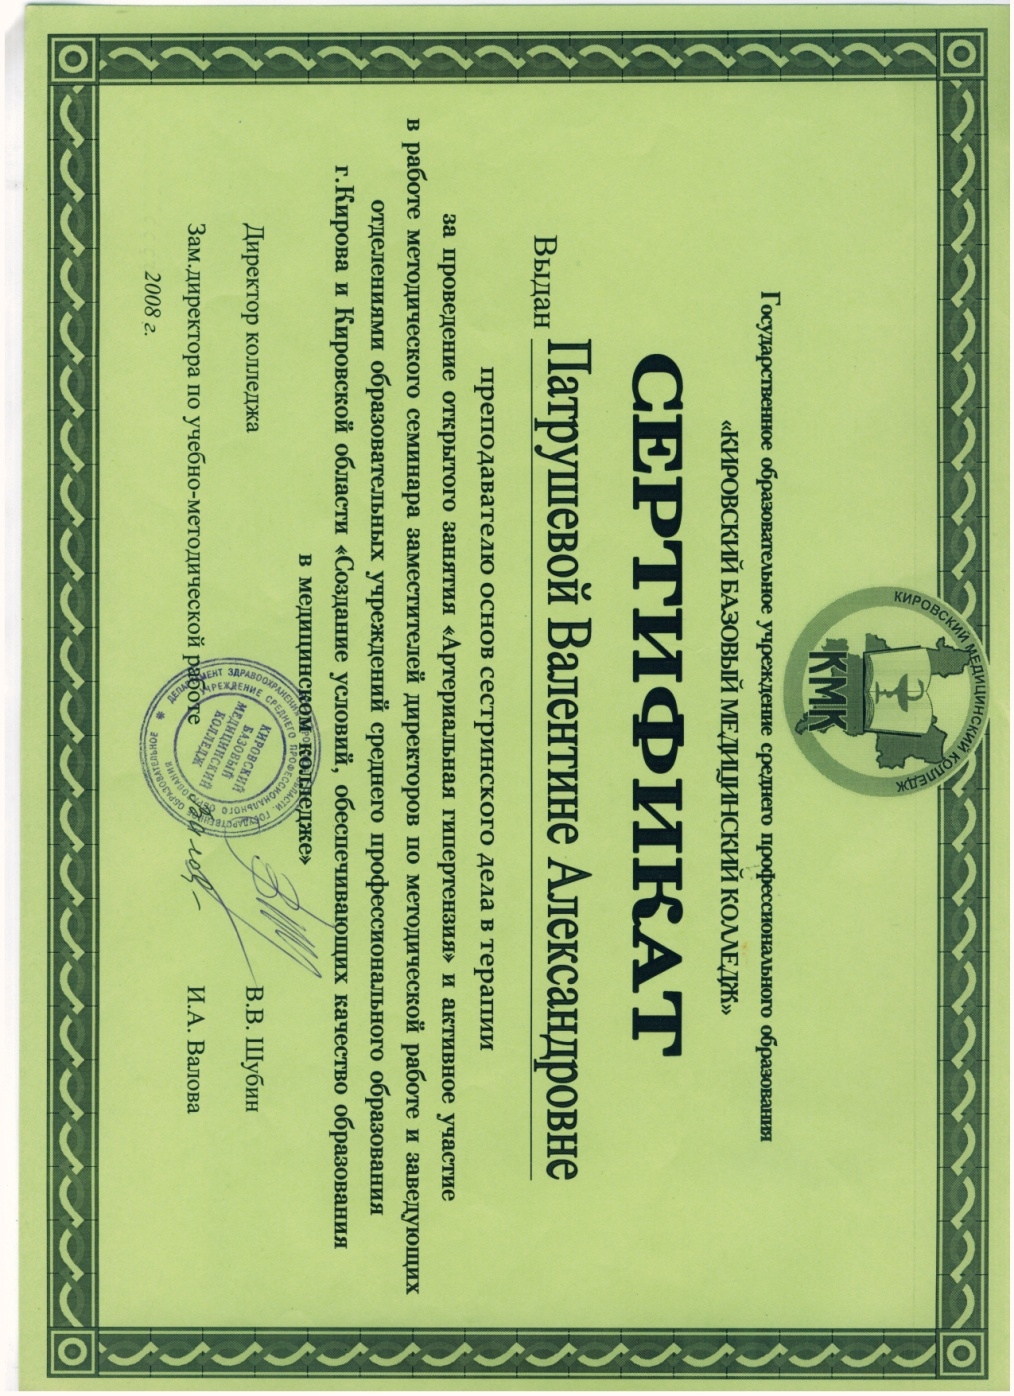 КИРОВСКИЙ МЕДИЦИНСКИЙ КОЛЛЕДЖ
КМК
Государственное образовательное учреждение среднего профессионального образования
«КИРОВСКИЙ БАЗОВЫЙ МЕДИЦИНСКИЙ КОЛЛЕДЖ»
СЕРТИФИКАТ
Выдан Патрушевой Валентине Александровне
преподавателю основ сестринского дела в терапии
за проведение открытого занятия «Артериальная гипертензия» и активное участие
в работе методического семинара заместителей директоров по методической работе и заведующих
отделениями образовательных учреждений среднего профессионального образования
г.Кирова и Кировской области «Создание условий, обеспечивающих качество образования
в медицинском колледже»
Директор колледжа В.В. Шубин
Зам.директора по учебно-методической работе И.А. Валова
2008 г.
КИРОВСКИЙ
БАЗОВЫЙ
МЕДИЦИНСКИЙ
КОЛЛЕДЖ